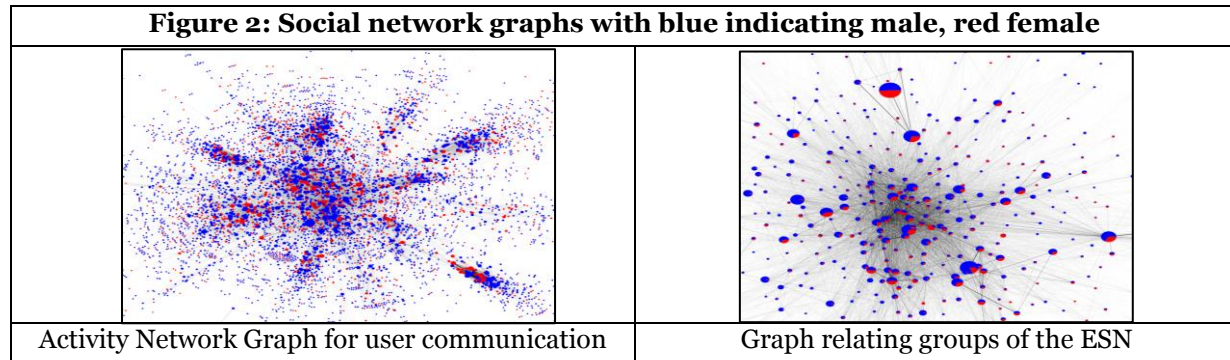 Figure 2: Social network graphs with blue indicating male, red female
Activity Network Graph for user communication
Graph relating groups of the ESN